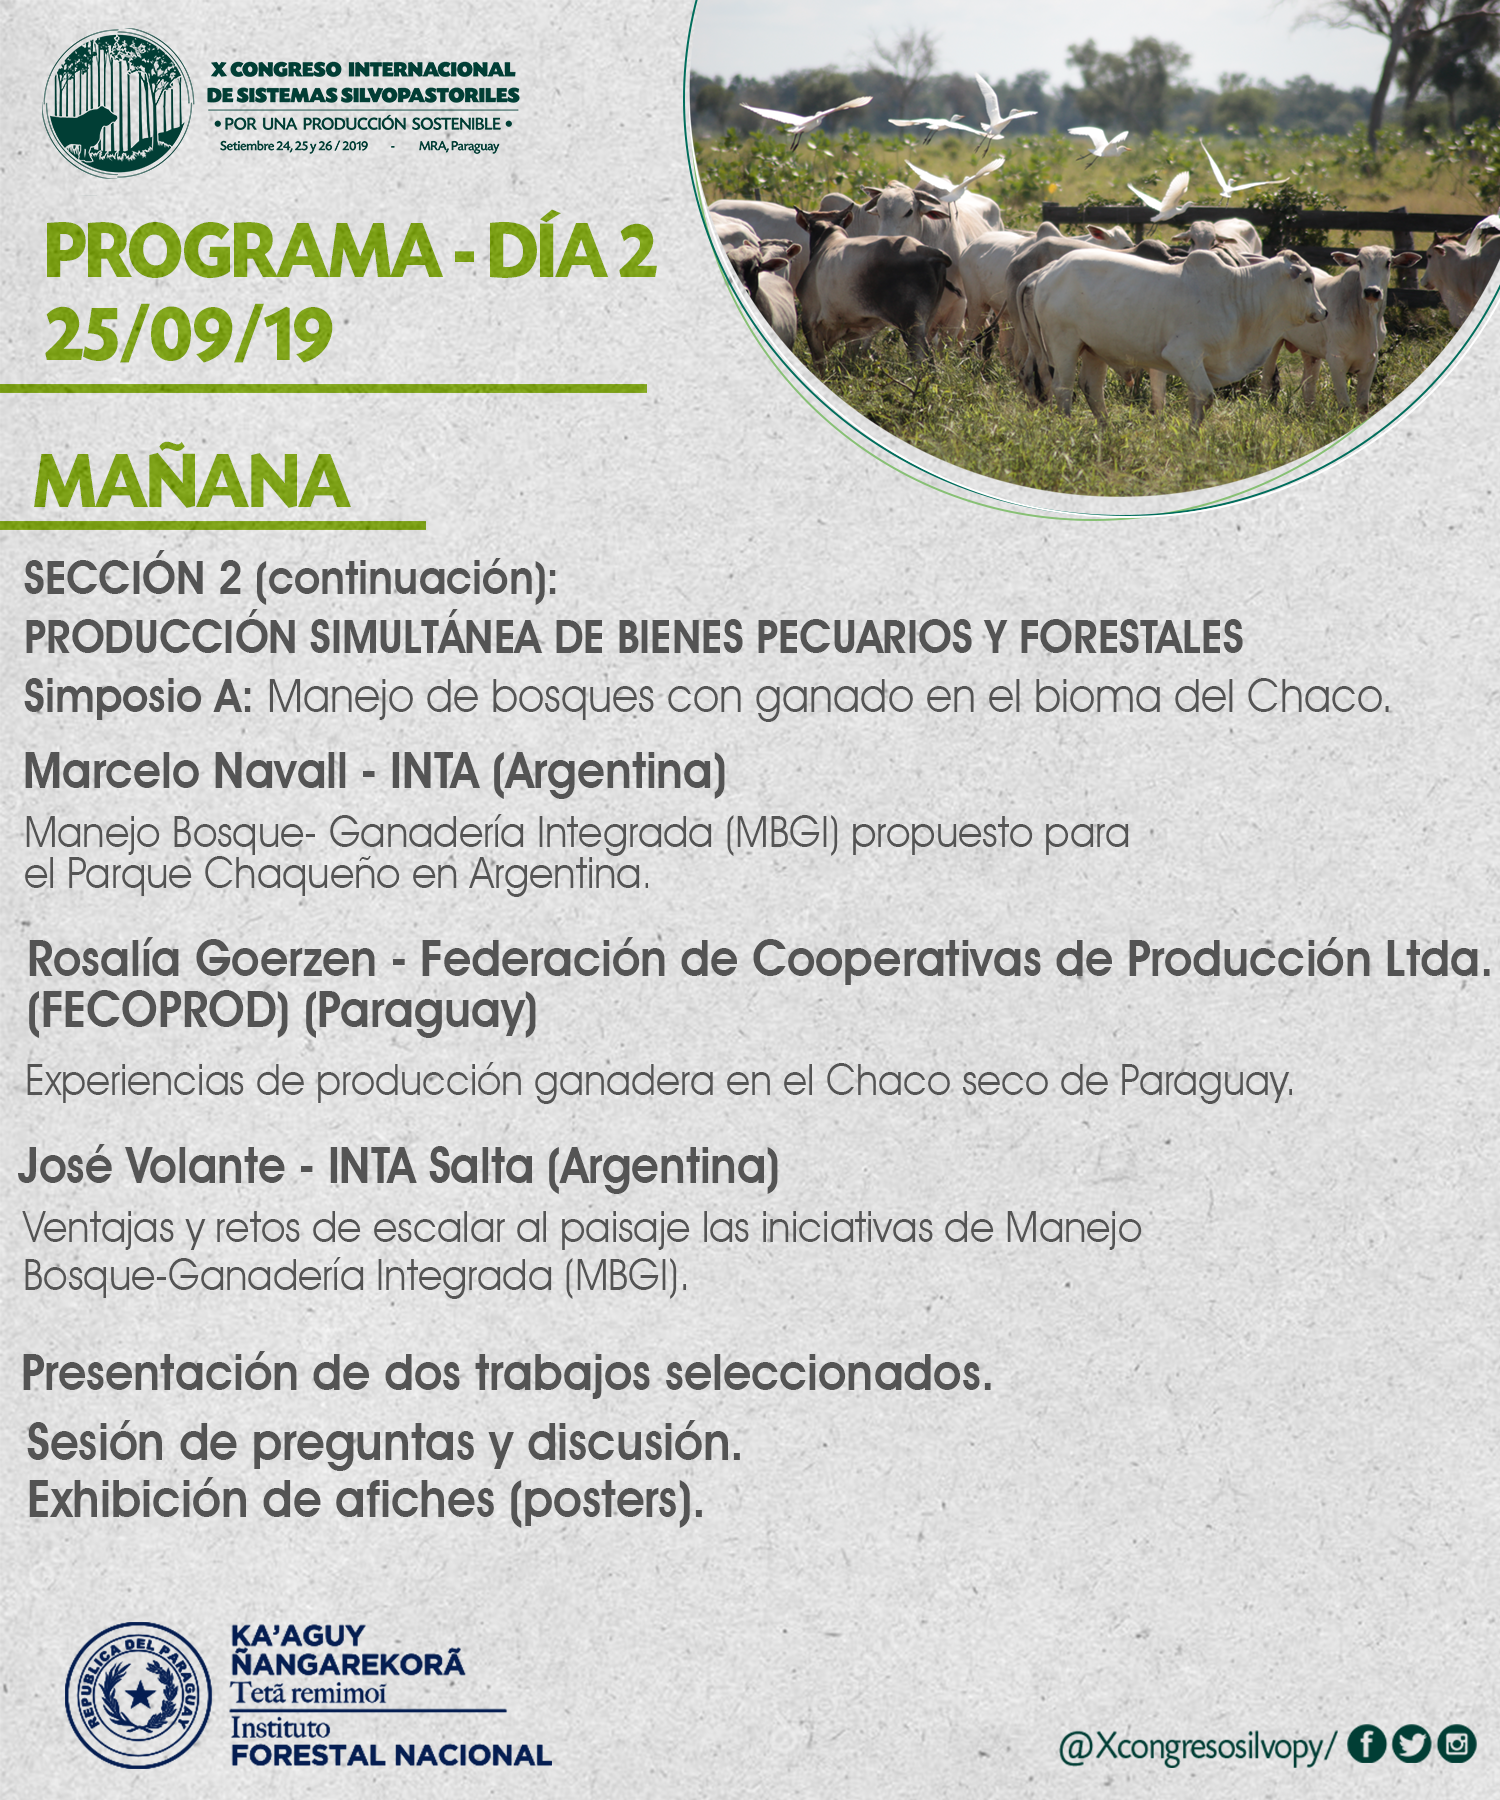 X CONGRESO INTERNACIONAL
DE SISTEMAS SILVOPASTORILES
• POR UNA PRODUCCIÓN SOSTENIBLE •
Setiembre 24, 25 y 26 / 2019 - MRA, Paraguay
PROGRAMA - DÍA 2
25/09/19
MAÑANA
SECCIÓN 2 (continuación):
PRODUCCIÓN SIMULTÁNEA DE BIENES PECUARIOS Y FORESTALES
Simposio A: Manejo de bosques con ganado en el bioma del Chaco.
Marcelo Navall - INTA (Argentina)
Manejo Bosque- Ganadería Integrada (MBGI) propuesto para
el Parque Chaqueño en Argentina.
Rosalía Goerzen - Federación de Cooperativas de Producción Ltda.
(FECOPROD) (Paraguay)
Experiencias de producción ganadera en el Chaco seco de Paraguay.
José Volante - INTA Salta (Argentina)
Ventajas y retos de escalar al paisaje las iniciativas de Manejo
Bosque-Ganadería Integrada (MBGI).
Presentación de dos trabajos seleccionados.
Sesión de preguntas y discusión.
Exhibición de afiches (posters).
REPUBLICA DEL PARAGUAY
KA'AGUY
ÑANGAREKORÃ
Tetã remimoĩ
Instituto
FORESTAL NACIONAL
@Xcongresosilvopy/